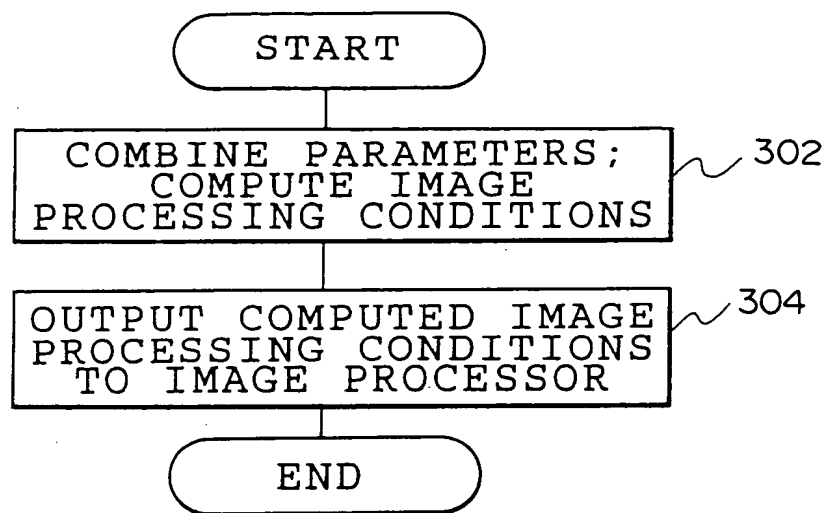 START
COMBINE PARAMETERS;
COMPUTE IMAGE
PROCESSING CONDITIONS
302
OUTPUT COMPUTED IMAGE
PROCESSING CONDITIONS
TO IMAGE PROCESSOR
304
END